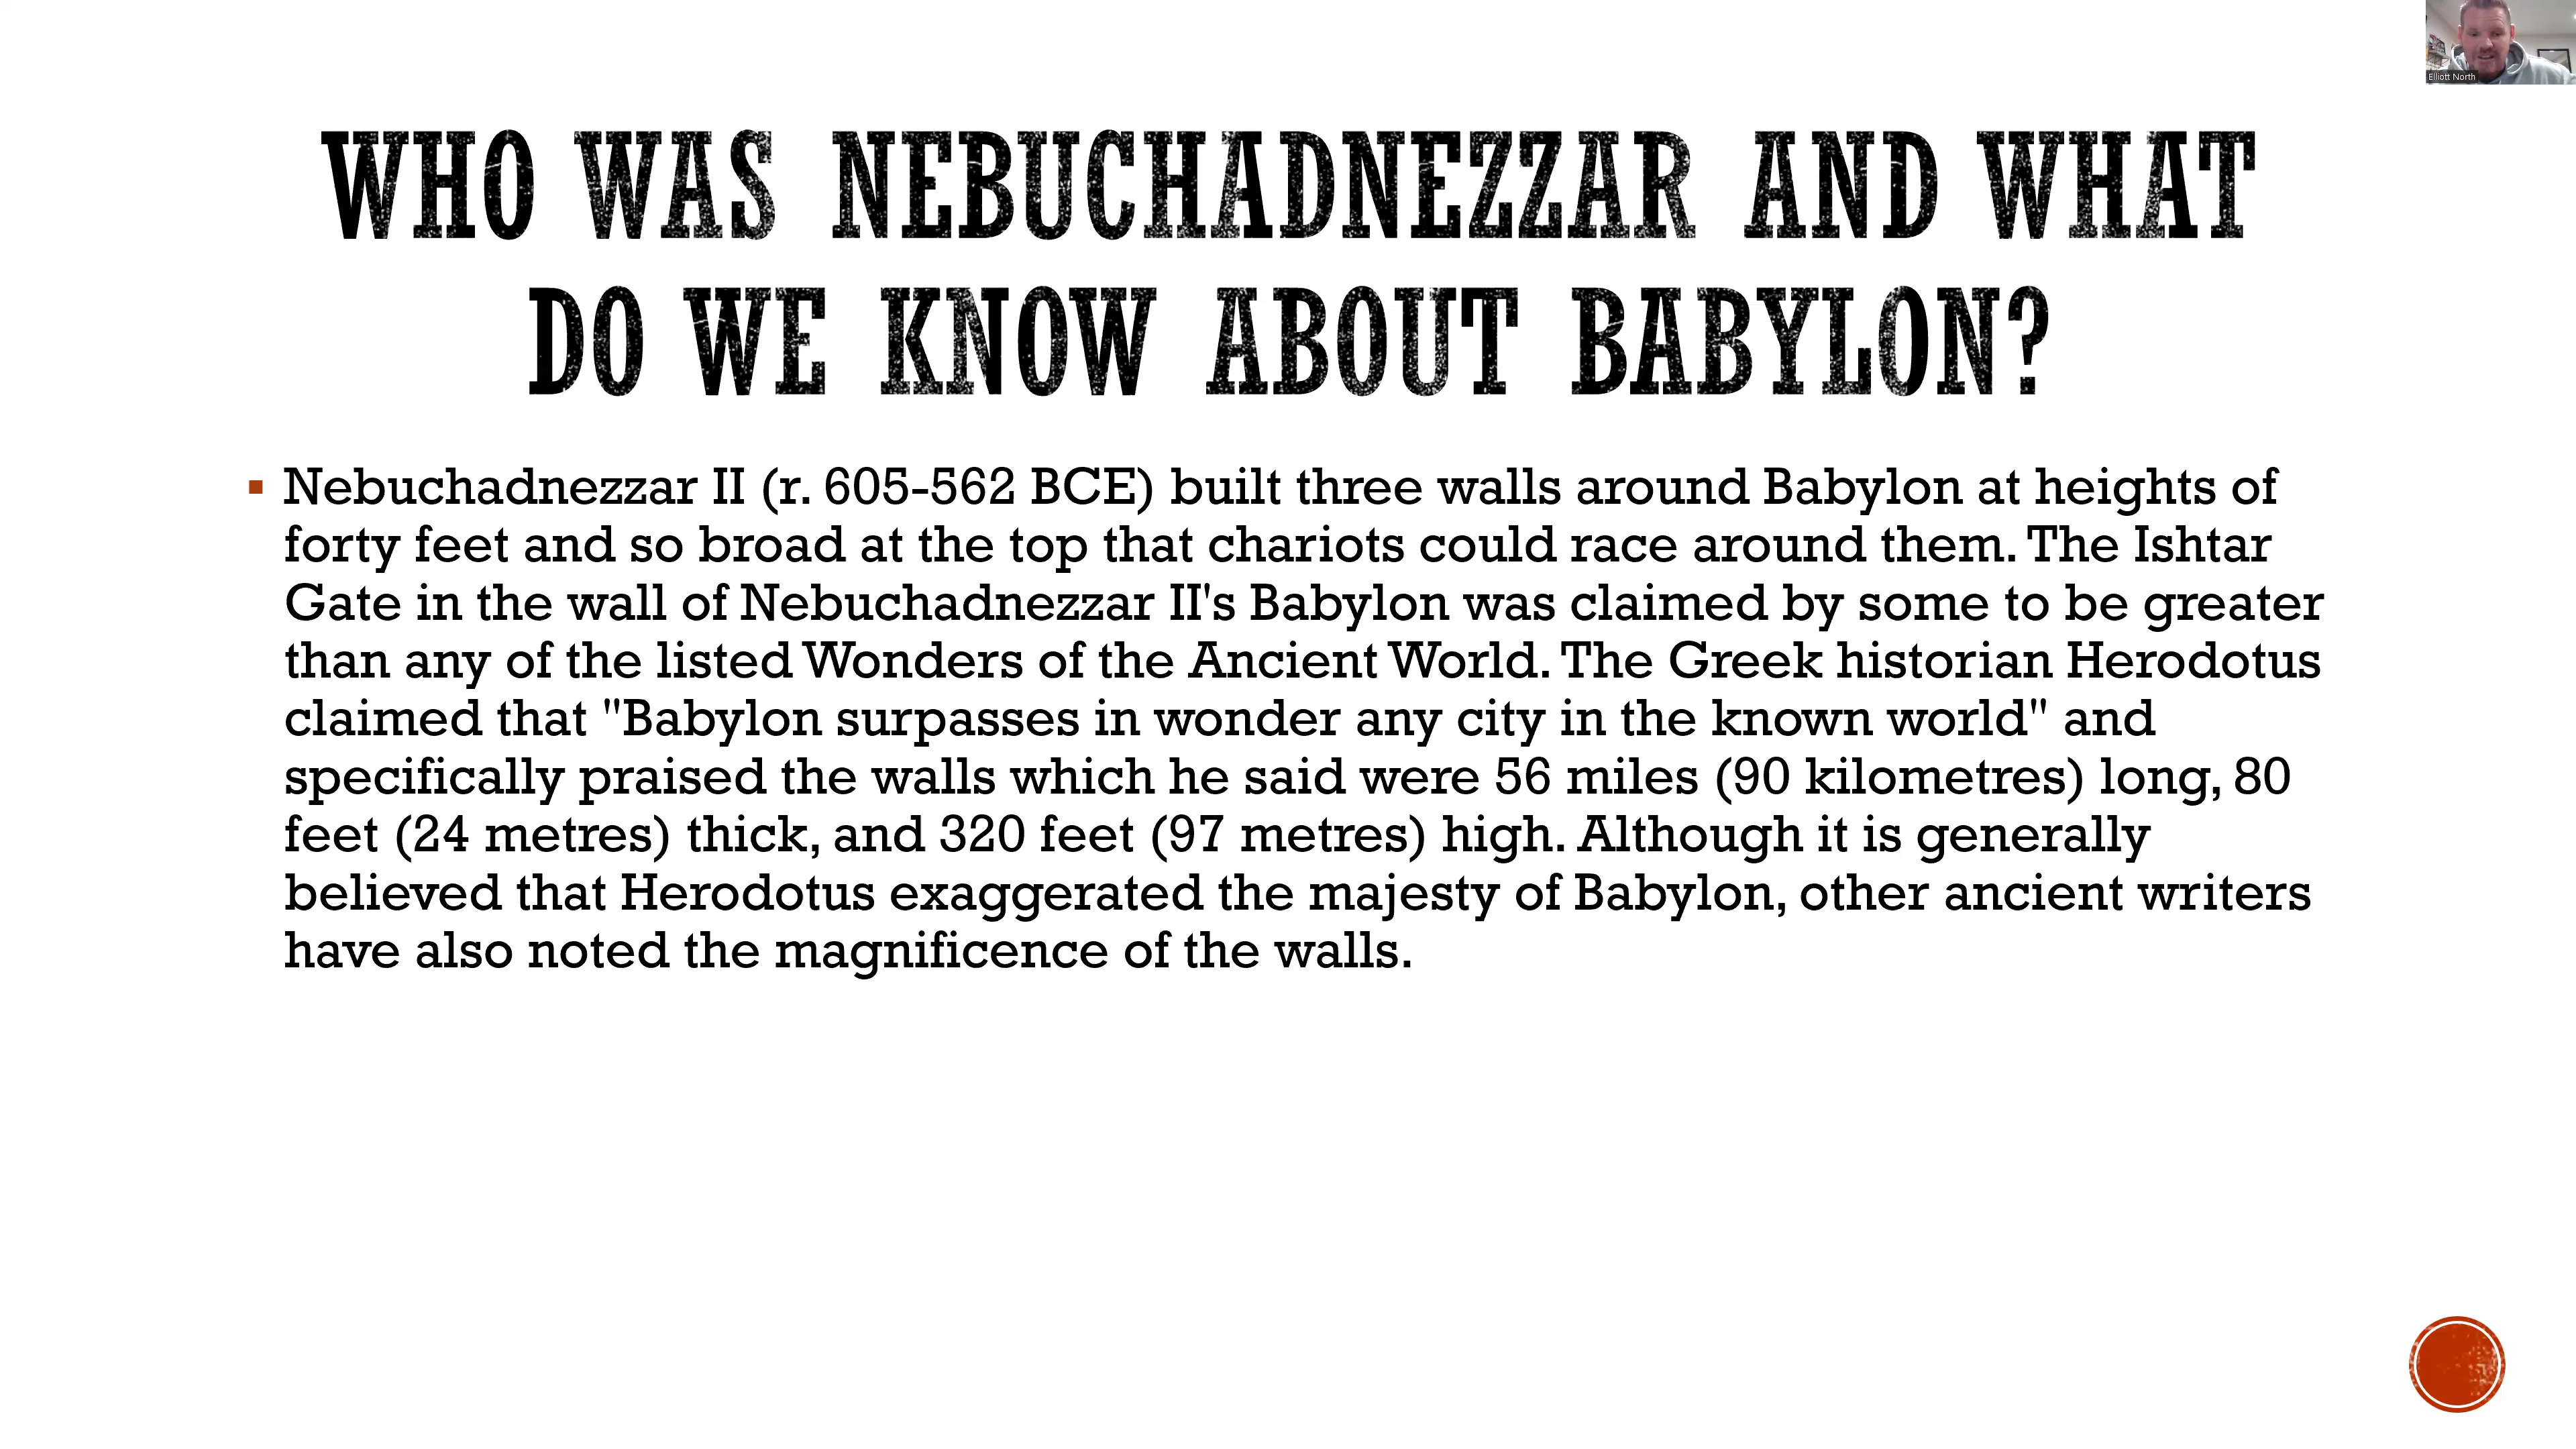 Elliott North
WHO WAS NEBUCHADNEZZAR AND WHAT
DO WE KNOW ABOUT BABYLON?
▪ Nebuchadnezzar II (r. 605-562 BCE) built three walls around Babylon at heights of
forty feet and so broad at the top that chariots could race around them. The Ishtar
Gate in the wall of Nebuchadnezzar II's Babylon was claimed by some to be greater
than any of the listed Wonders of the Ancient World. The Greek historian Herodotus
claimed that "Babylon surpasses in wonder any city in the known world" and
specifically praised the walls which he said were 56 miles (90 kilometres) long, 80
feet (24 metres) thick, and 320 feet (97 metres) high. Although it is generally
believed that Herodotus exaggerated the majesty of Babylon, other ancient writers
have also noted the magnificence of the walls.